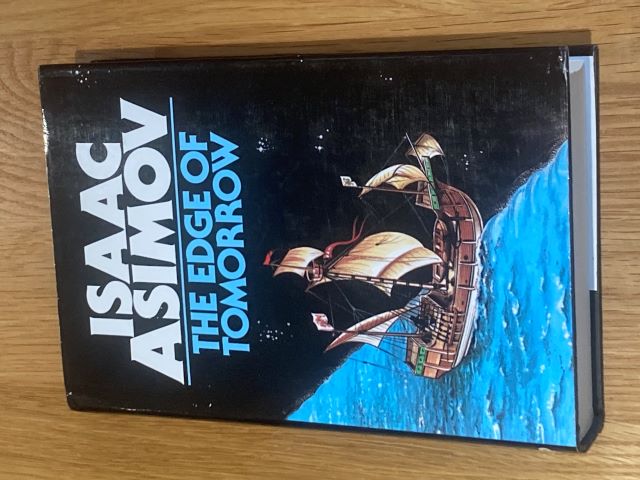 ISAAC
ASIMOV
THE EDGE OF
TOMORROW